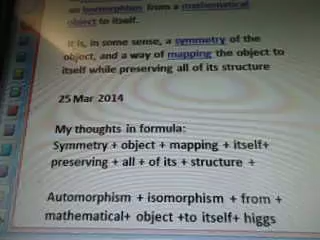 an isomorphism from a mathematical
object to itself.
It is, in some sense, a symmetry of the
object, and a way of mapping the object to
itself while preserving all of its structure
25 Mar 2014
My thoughts in formula:
Symmetry + object + mapping + itself+
preserving + all + of its + structure +
Automorphism + isomorphism + from +
mathematical+ object +to itself+ higgs